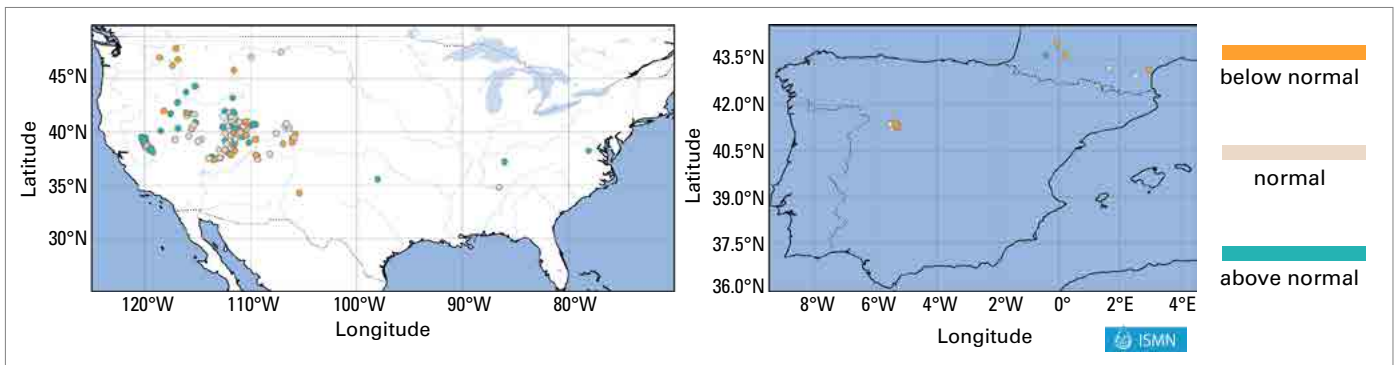 45°N
40°N
35°N
30°N
Latitude
120°W 110°W 100°W 90°W 80°W
Longitude
43.5°N
42.0°N
40.5°N
39.0°N
37.5°N
36.0°N
Latitude
8°W 6°W 4°W 2°W 0° 2°E 4°E
Longitude
ISMN
below normal
normal
above normal